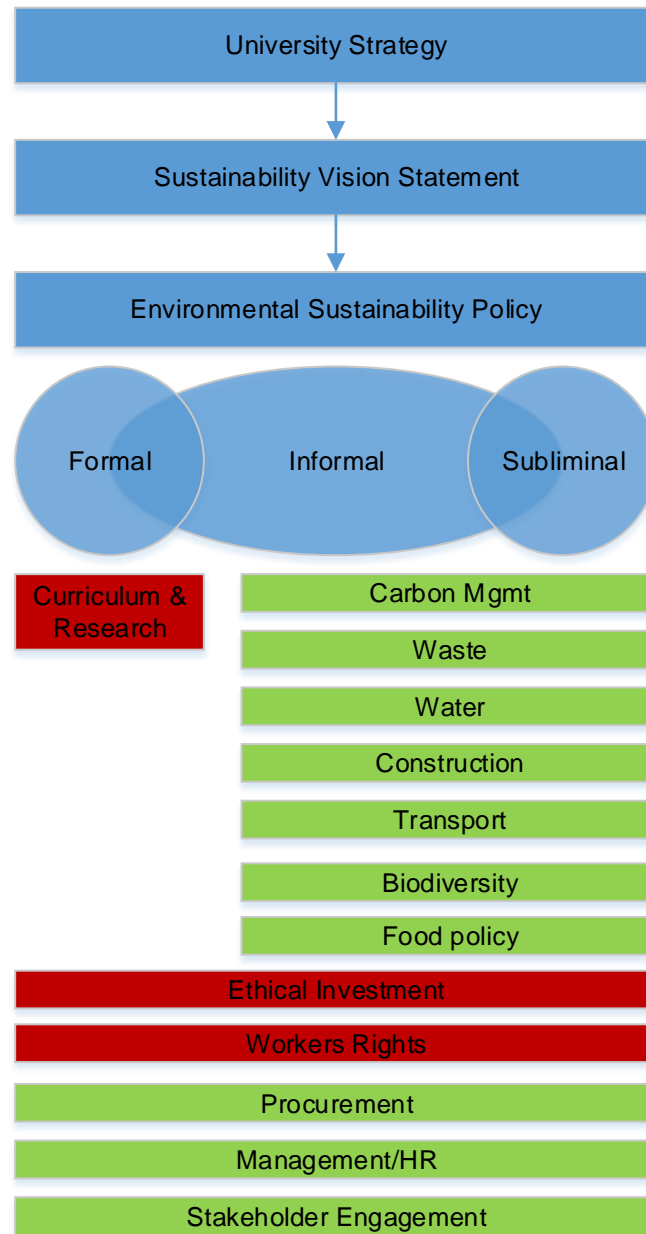 University Strategy
Sustainability Vision Statement
Environmental Sustainability Policy
Formal
Informal
Subliminal
Curriculum &
Research
Carbon Mgmt
Waste
Water
Construction
Transport
Biodiversity
Food policy
Ethical Investment
Workers Rights
Procurement
Management/HR
Stakeholder Engagement